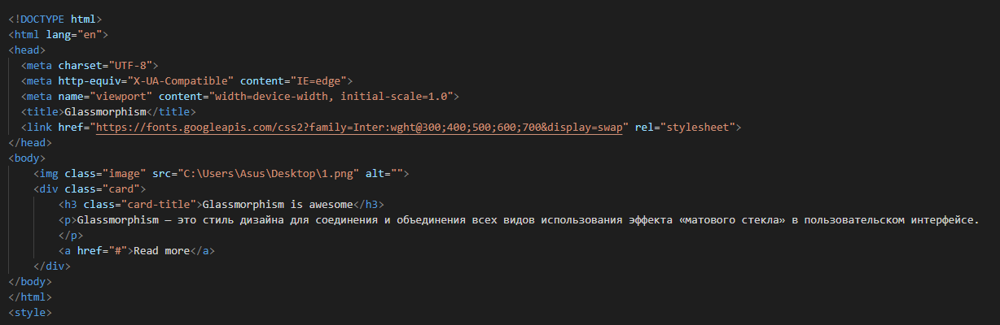 <!DOCTYPE html>
<html lang="en">
<head>
  <meta charset="UTF-8">
  <meta http-equiv="X-UA-Compatible" content="IE=edge">
  <meta name="viewport" content="width=device-width, initial-scale=1.0">
  <title>Glassmorphism</title>
  <link href="https://fonts.googleapis.com/css2?family=Inter:wght@300;400;500;600;700&display=swap" rel="stylesheet">
</head>
<body>
    <img class="image" src="C:\Users\Asus\Desktop\1.png" alt="">
    <div class="card">
        <h3 class="card-title">Glassmorphism is awesome</h3>
        <p>Glassmorphism — это стиль дизайна для соединения и объединения всех видов использования эффекта «матового стекла» в пользовательском интерфейсе.
        </p>
        <a href="#">Read more</a>
    </div>
</body>
</html>
<style>